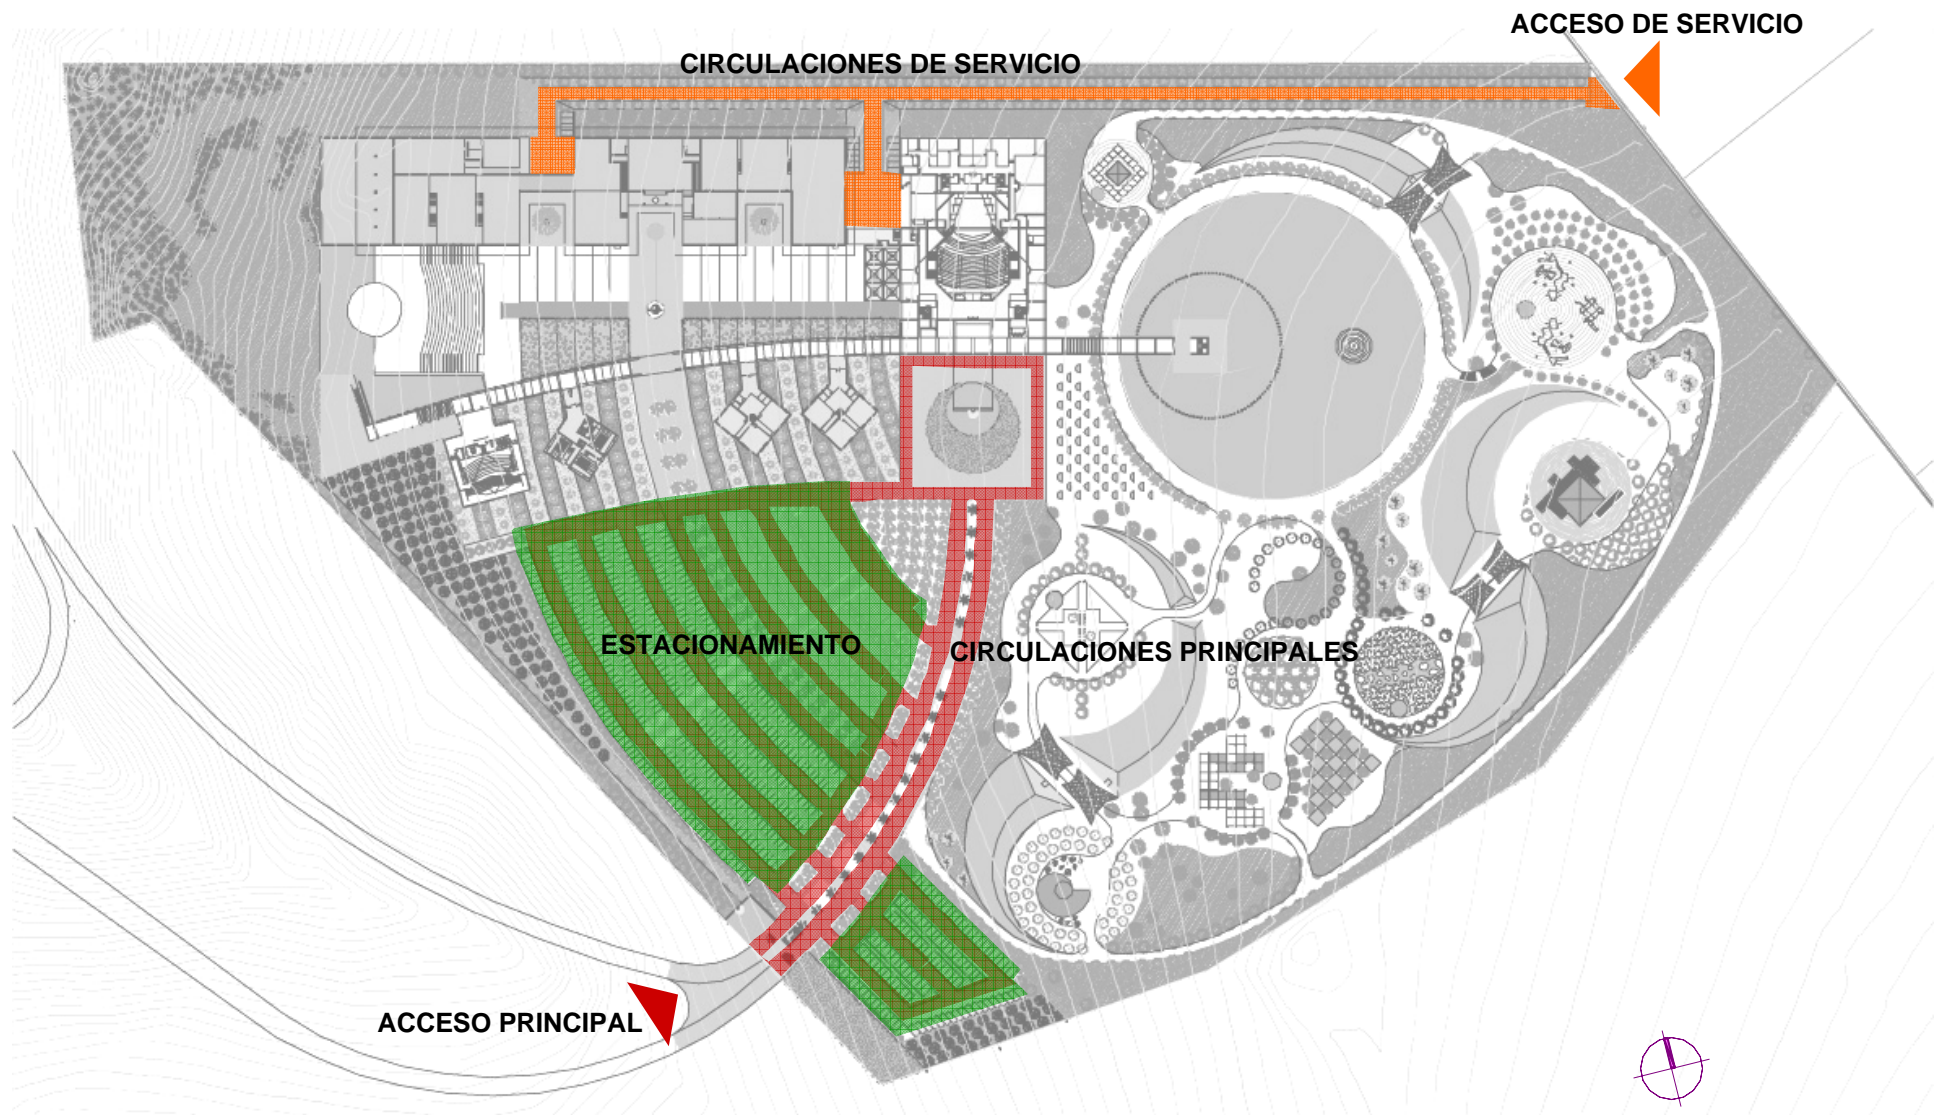 ACCESO DE SERVICIO
CIRCULACIONES DE SERVICIO
ESTACIONAMIENTO
CIRCULACIONES PRINCIPALES
ACCESO PRINCIPAL